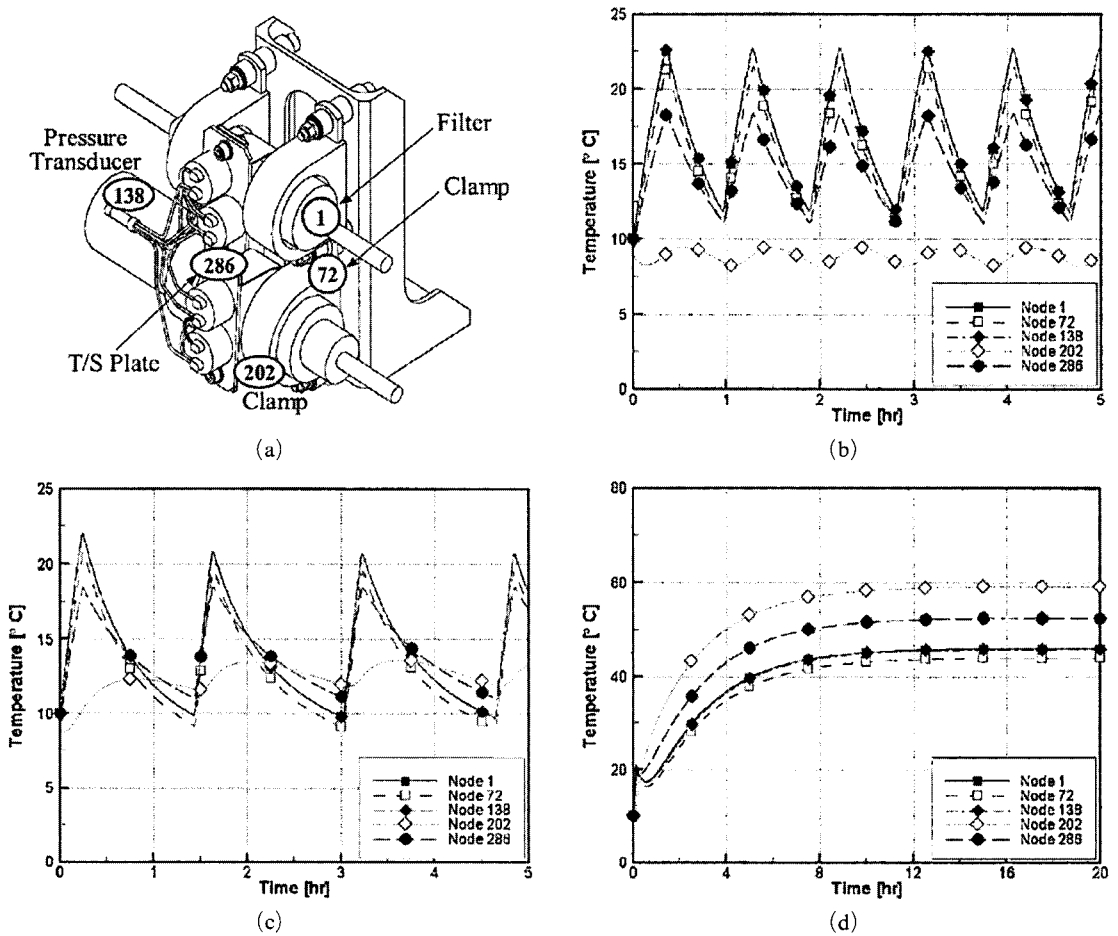 Pressure
Transducer
138
Filter
Clamp
1
286
72
T/S Plate
202
Clamp
(a)
Temperature [° C]
25
20
15
10
5
0
Node 1
Node 72
Node 138
Node 202
Node 286
0 1 2 2 3 4 5
Time [hr]
(b)
Temperature [° C]
25
20
15
10
5
0
Node 1
Node 72
Node 138
Node 202
Node 286
0 1 2 3 4 5
Time [hr]
(c)
Temperature [° C]
80
60
40
20
0
Node 1
Node 72
Node 138
Node 202
Node 286
0 4 8 12 16 20
Time [hr]
(d)